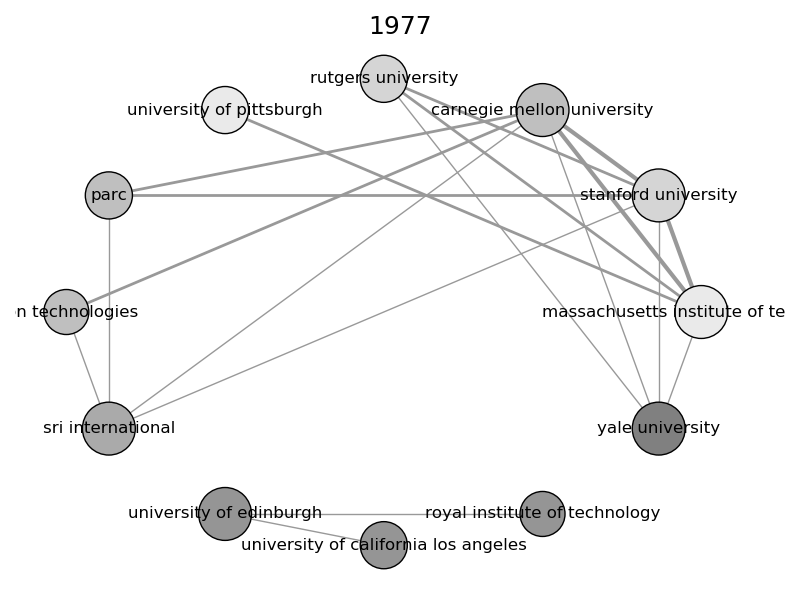 1977
rutgers university
university of pittsburgh
carnegie mellon university
parc
stanford university
n technologies
massachusetts institute of te
sri international
yale university
university of edinburgh
royal institute of technology
university of california los angeles